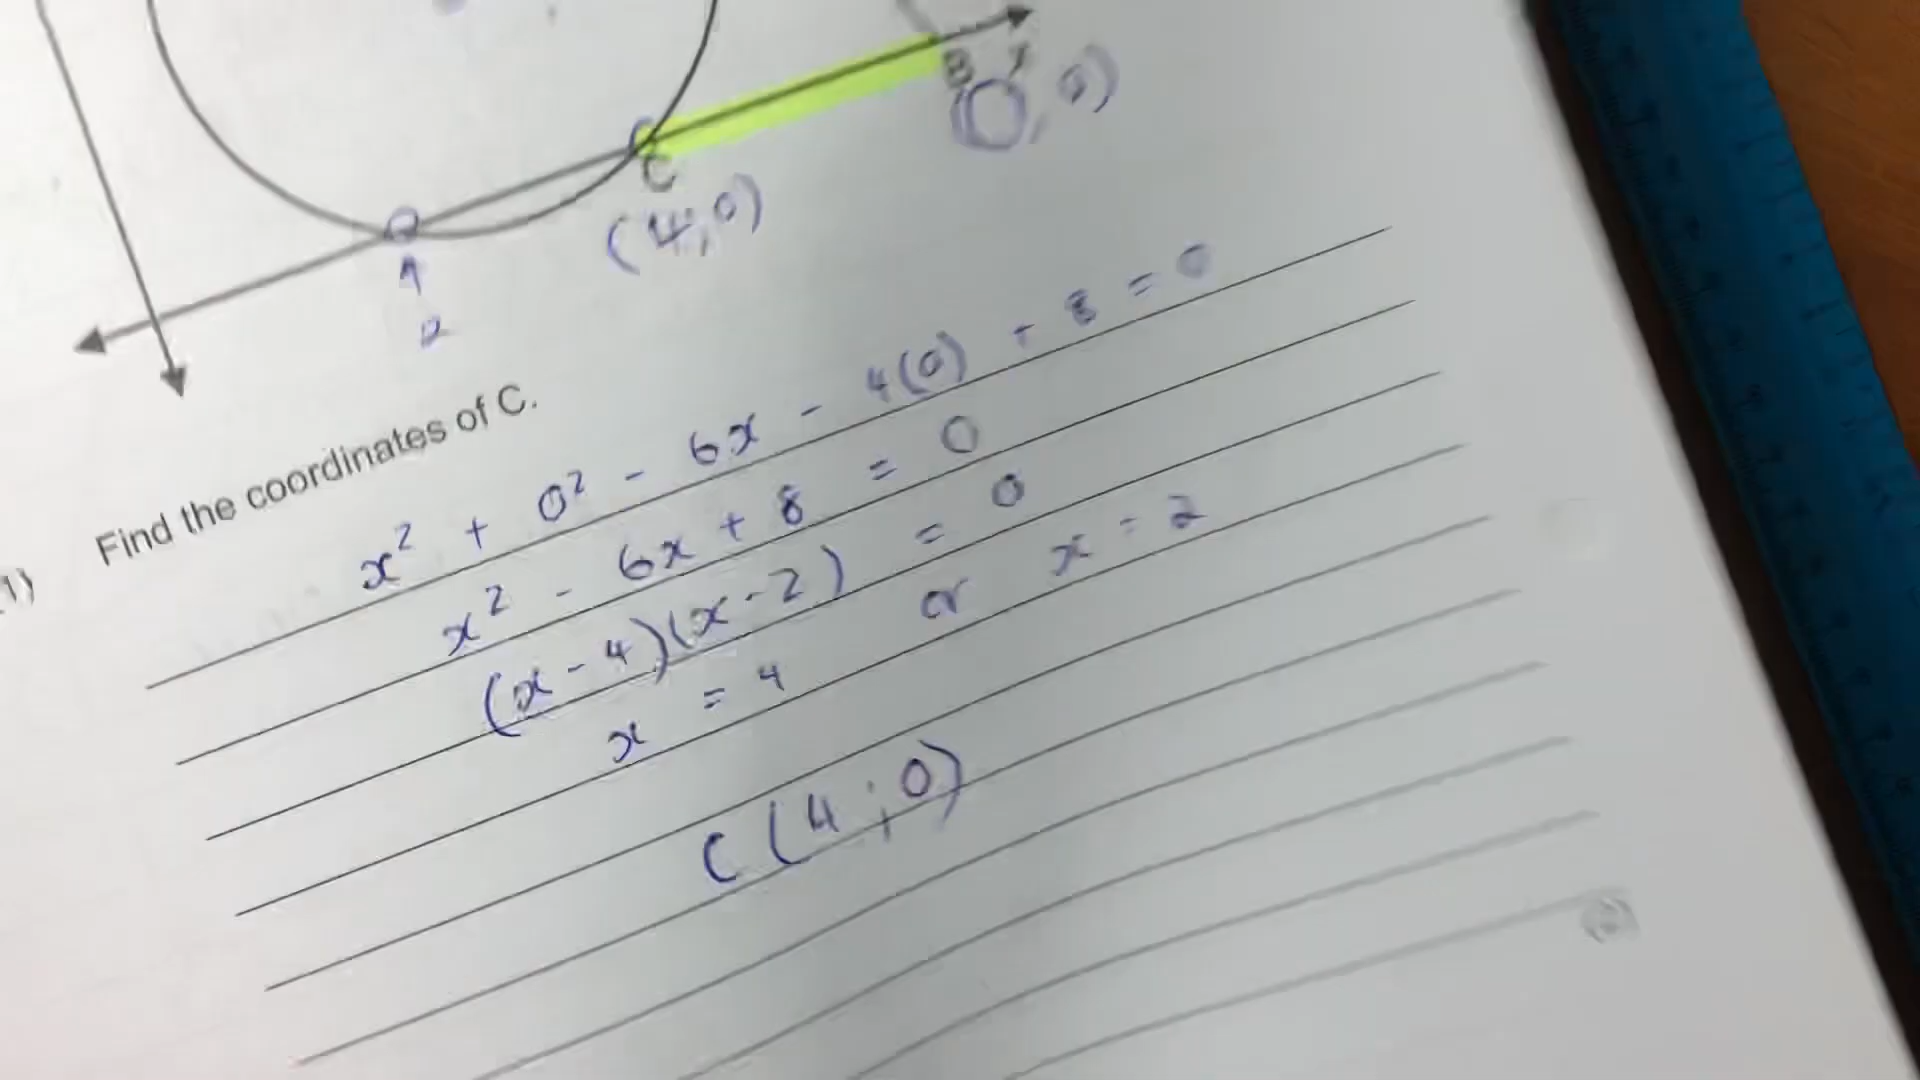 B x
( , 0)
C
(4;0)
2
(1) Find the coordinates of C.
x² + 0² - 6x - 4(0) + 8 = 0
x² - 6x + 8 = 0
(x - 4)(x - 2) = 0
x = 4 or x = 2
C (4 ; 0)